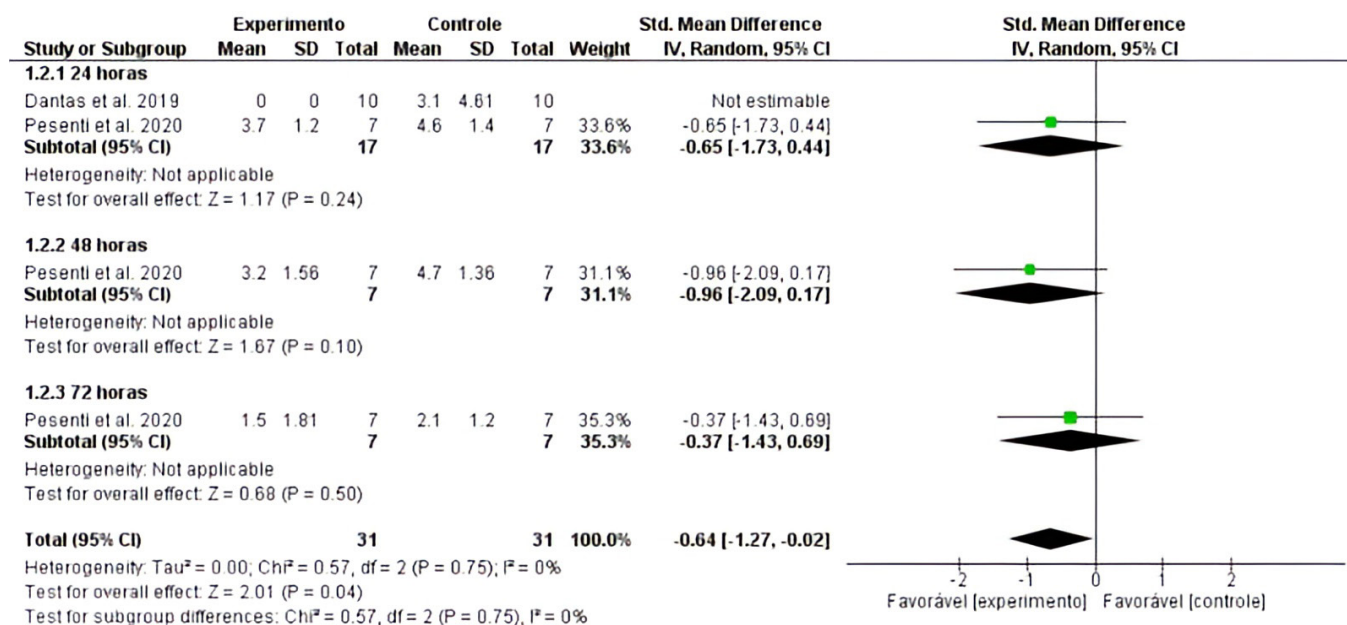 Experimento Controle Std. Mean Difference Std. Mean Difference
Study or Subgroup Mean SD Total Mean SD Total Weight IV, Random, 95% CI IV, Random, 95% CI
1.2.1 24 horas
Dantas et al. 2019 0 0 10 3.1 4.61 10 Not estimable
Pesenti et al. 2020 3.7 1.2 7 4.6 1.4 7 33.6% -0.65 [-1.73, 0.44]
Subtotal (95% CI) 17 17 33.6% -0.65 [-1.73, 0.44]
Heterogeneity: Not applicable
Test for overall effect: Z = 1.17 (P = 0.24)
1.2.2 48 horas
Pesenti et al. 2020 3.2 1.56 7 4.7 1.36 7 31.1% -0.96 [-2.09, 0.17]
Subtotal (95% CI) 7 7 31.1% -0.96 [-2.09, 0.17]
Heterogeneity: Not applicable
Test for overall effect: Z = 1.67 (P = 0.10)
1.2.3 72 horas
Pesenti et al. 2020 1.5 1.81 7 2.1 1.2 7 35.3% -0.37 [-1.43, 0.69]
Subtotal (95% CI) 7 7 35.3% -0.37 [-1.43, 0.69]
Heterogeneity: Not applicable
Test for overall effect: Z = 0.68 (P = 0.50)
Total (95% CI) 31 31 100.0% -0.64 [-1.27, -0.02]
Heterogeneity: Tau² = 0.00; Chi² = 0.57, df = 2 (P = 0.75); I² = 0%
Test for overall effect: Z = 2.01 (P = 0.04)
Test for subgroup differences: Chi² = 0.57, df = 2 (P = 0.75), I² = 0%
-2 -1 0 1 2
Favorável [experimento] Favorável [controle]